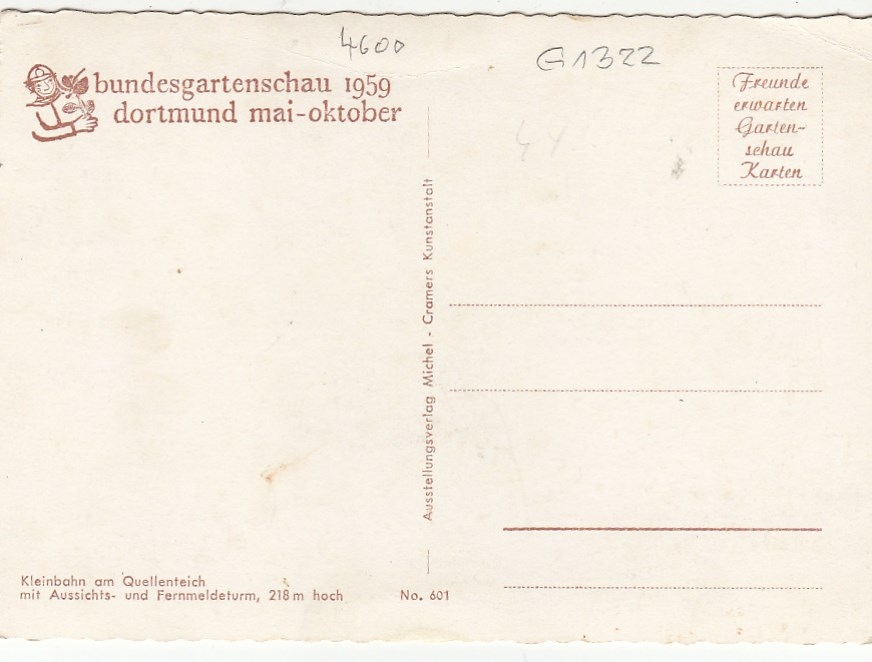 4600
G1322
bundesgartenschau 1959
dortmund mai-oktober
44
Freunde
erwarten
Garten-
schau
Karten
Ausstellungsverlag Michel - Cramers Kunstanstalt
Kleinbahn am Quellenteich
mit Aussichts- und Fernmeldeturm, 218 m hoch
No. 601